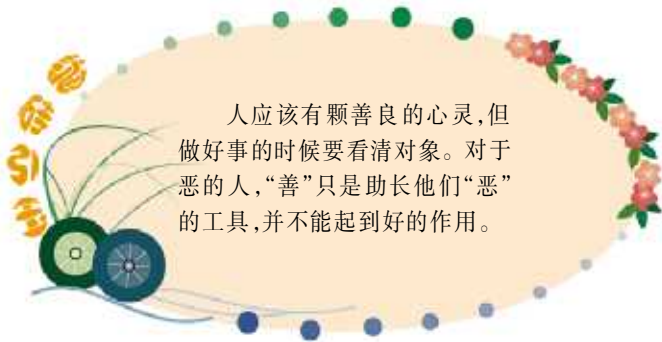 人应该有颗善良的心灵,但
做好事的时候要看清对象。对于
恶的人,“善”只是助长他们“恶”
的工具,并不能起到好的作用。